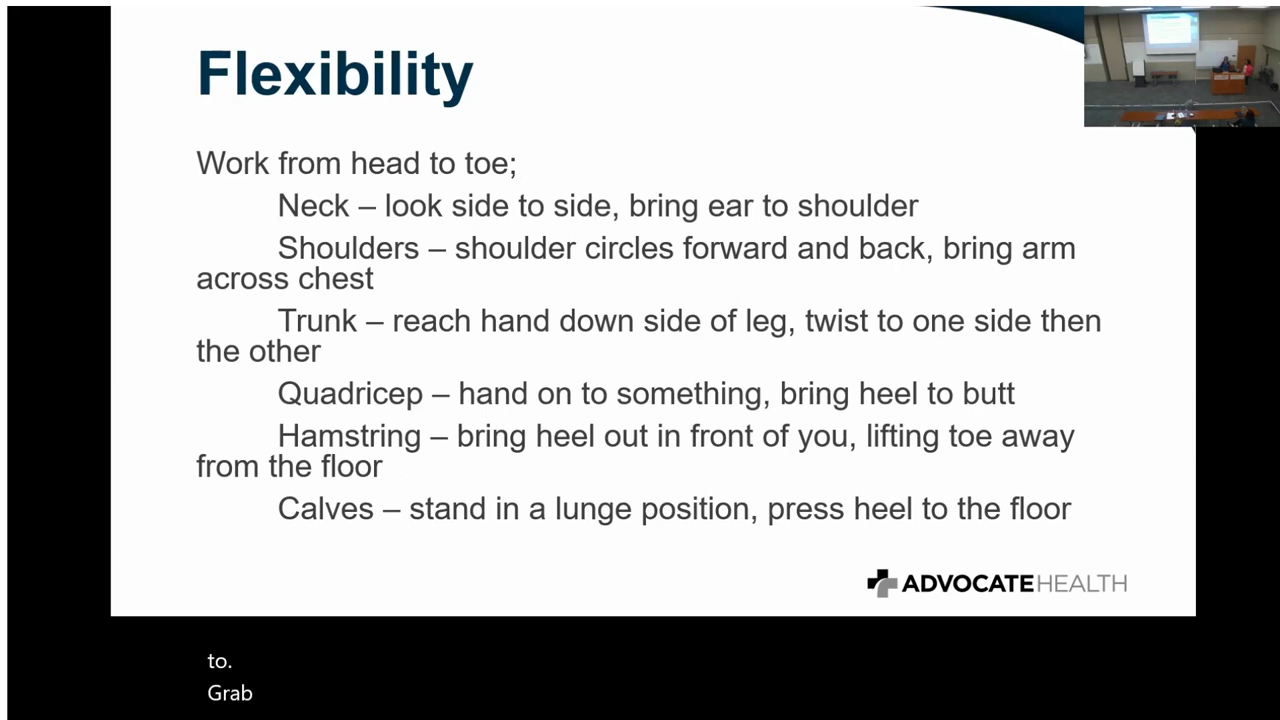 Flexibility
Work from head to toe;
Neck – look side to side, bring ear to shoulder
Shoulders – shoulder circles forward and back, bring arm
across chest
Trunk – reach hand down side of leg, twist to one side then
the other
Quadricep – hand on to something, bring heel to butt
Hamstring – bring heel out in front of you, lifting toe away
from the floor
Calves – stand in a lunge position, press heel to the floor
ADVOCATEHEALTH
to.
Grab